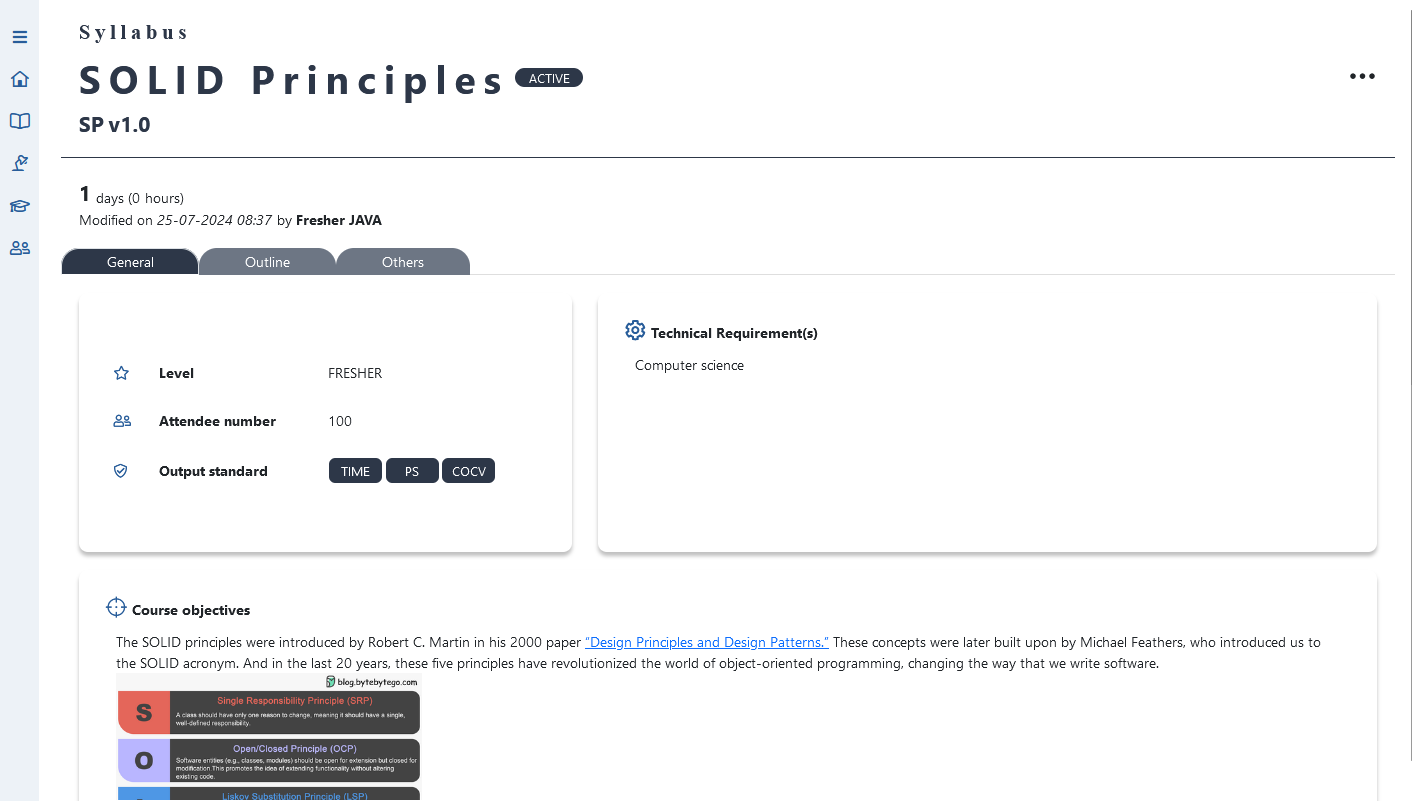 Syllabus
SOLID Principles ACTIVE
SP v1.0
1 days (0 hours)
Modified on 25-07-2024 08:37 by Fresher JAVA
General Outline Others
Level FRESHER
Attendee number 100
Output standard TIME PS COCV
Technical Requirement(s)
Computer science
Course objectives
The SOLID principles were introduced by Robert C. Martin in his 2000 paper “Design Principles and Design Patterns.” These concepts were later built upon by Michael Feathers, who introduced us to
the SOLID acronym. And in the last 20 years, these five principles have revolutionized the world of object-oriented programming, changing the way that we write software.
blog.bytebytego.com
S
Single Responsibility Principle (SRP)
A class should have only one reason to change, meaning it should have a single,
well-defined responsibility.
O
Open/Closed Principle (OCP)
Software entities (e.g., classes, modules) should be open for extension but closed for
modification This promotes the idea of extending functionality without altering
existing code.
Liskov Substitution Principle (LSP)